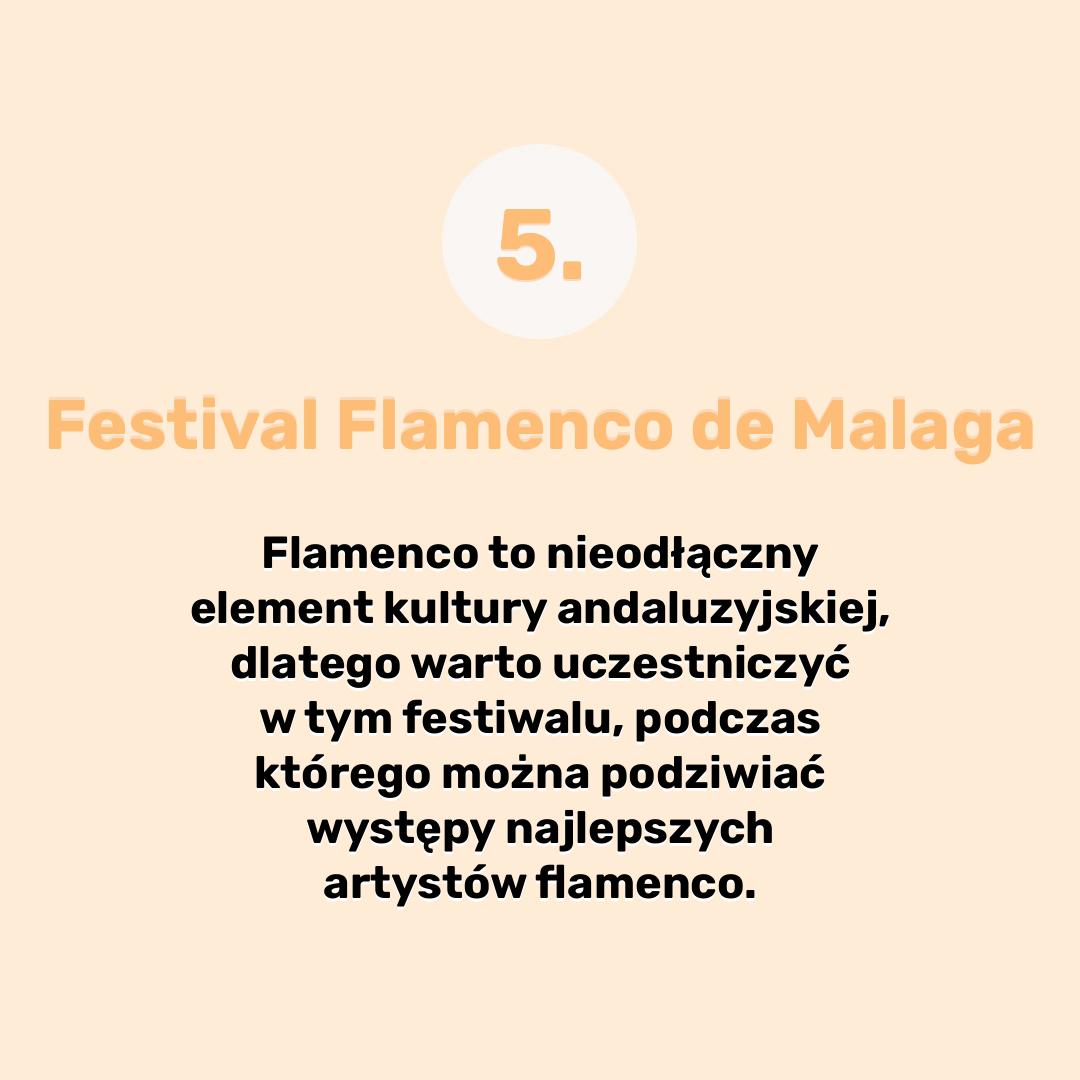 5.
Festival Flamenco de Malaga
Flamenco to nieodłączny
element kultury andaluzyjskiej,
dlatego warto uczestniczyć
w tym festiwalu, podczas
którego można podziwiać
występy najlepszych
artystów flamenco.